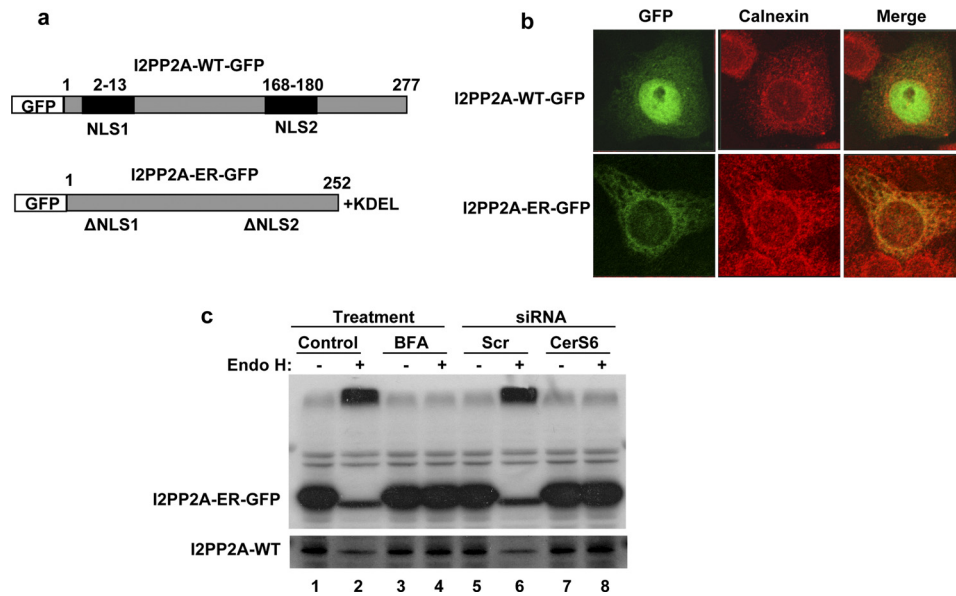 a
I2PP2A-WT-GFP
1 2-13 168-180 277
GFP
NLS1 NLS2
I2PP2A-ER-GFP
1 252
GFP +KDEL
ΔNLS1 ΔNLS2
b
GFP Calnexin Merge
I2PP2A-WT-GFP
I2PP2A-ER-GFP
c
Treatment siRNA
Control BFA Scr CerS6
Endo H: - + - + - + - +
I2PP2A-ER-GFP
I2PP2A-WT
1 2 3 4 5 6 7 8